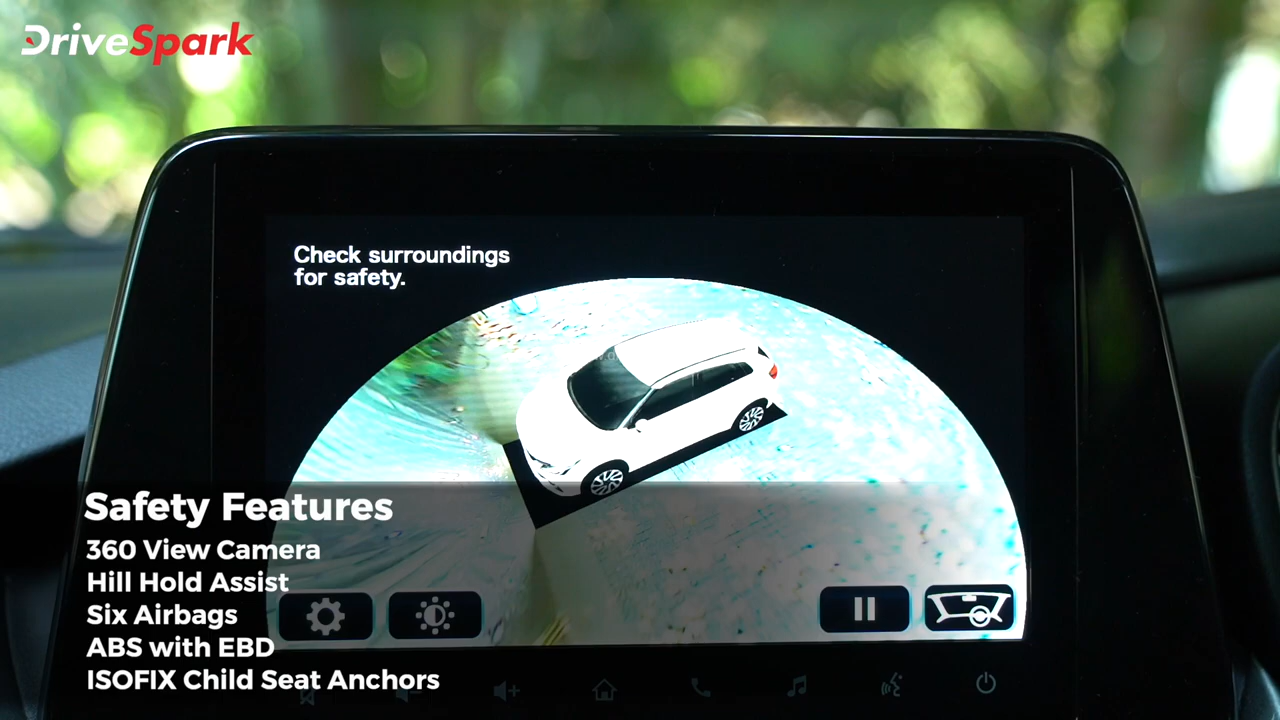 DriveSpark
Check surroundings
for safety.
Safety Features
360 View Camera
Hill Hold Assist
Six Airbags
ABS with EBD
ISOFIX Child Seat Anchors